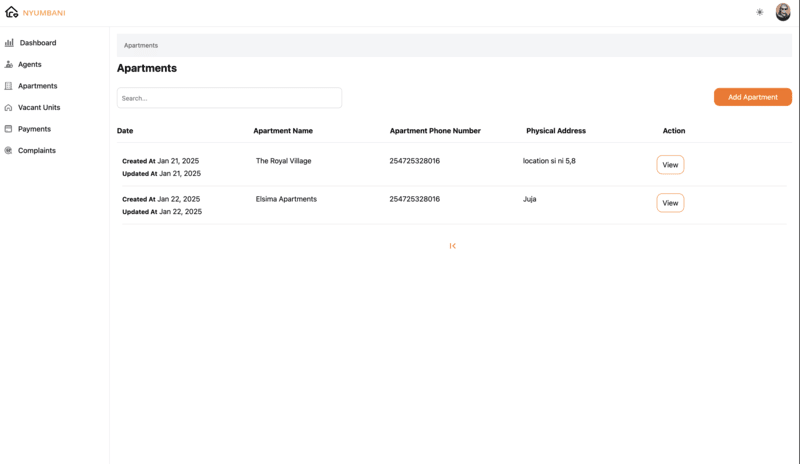 NYUMBANI
Dashboard
Agents
Apartments
Vacant Units
Payments
Complaints
Apartments
Apartments
Search...
Add Apartment
Date Apartment Name Apartment Phone Number Physical Address Action
Created At Jan 21, 2025 The Royal Village 254725328016 location si ni 5,8 View
Updated At Jan 21, 2025
Created At Jan 22, 2025 Elsima Apartments 254725328016 Juja View
Updated At Jan 22, 2025